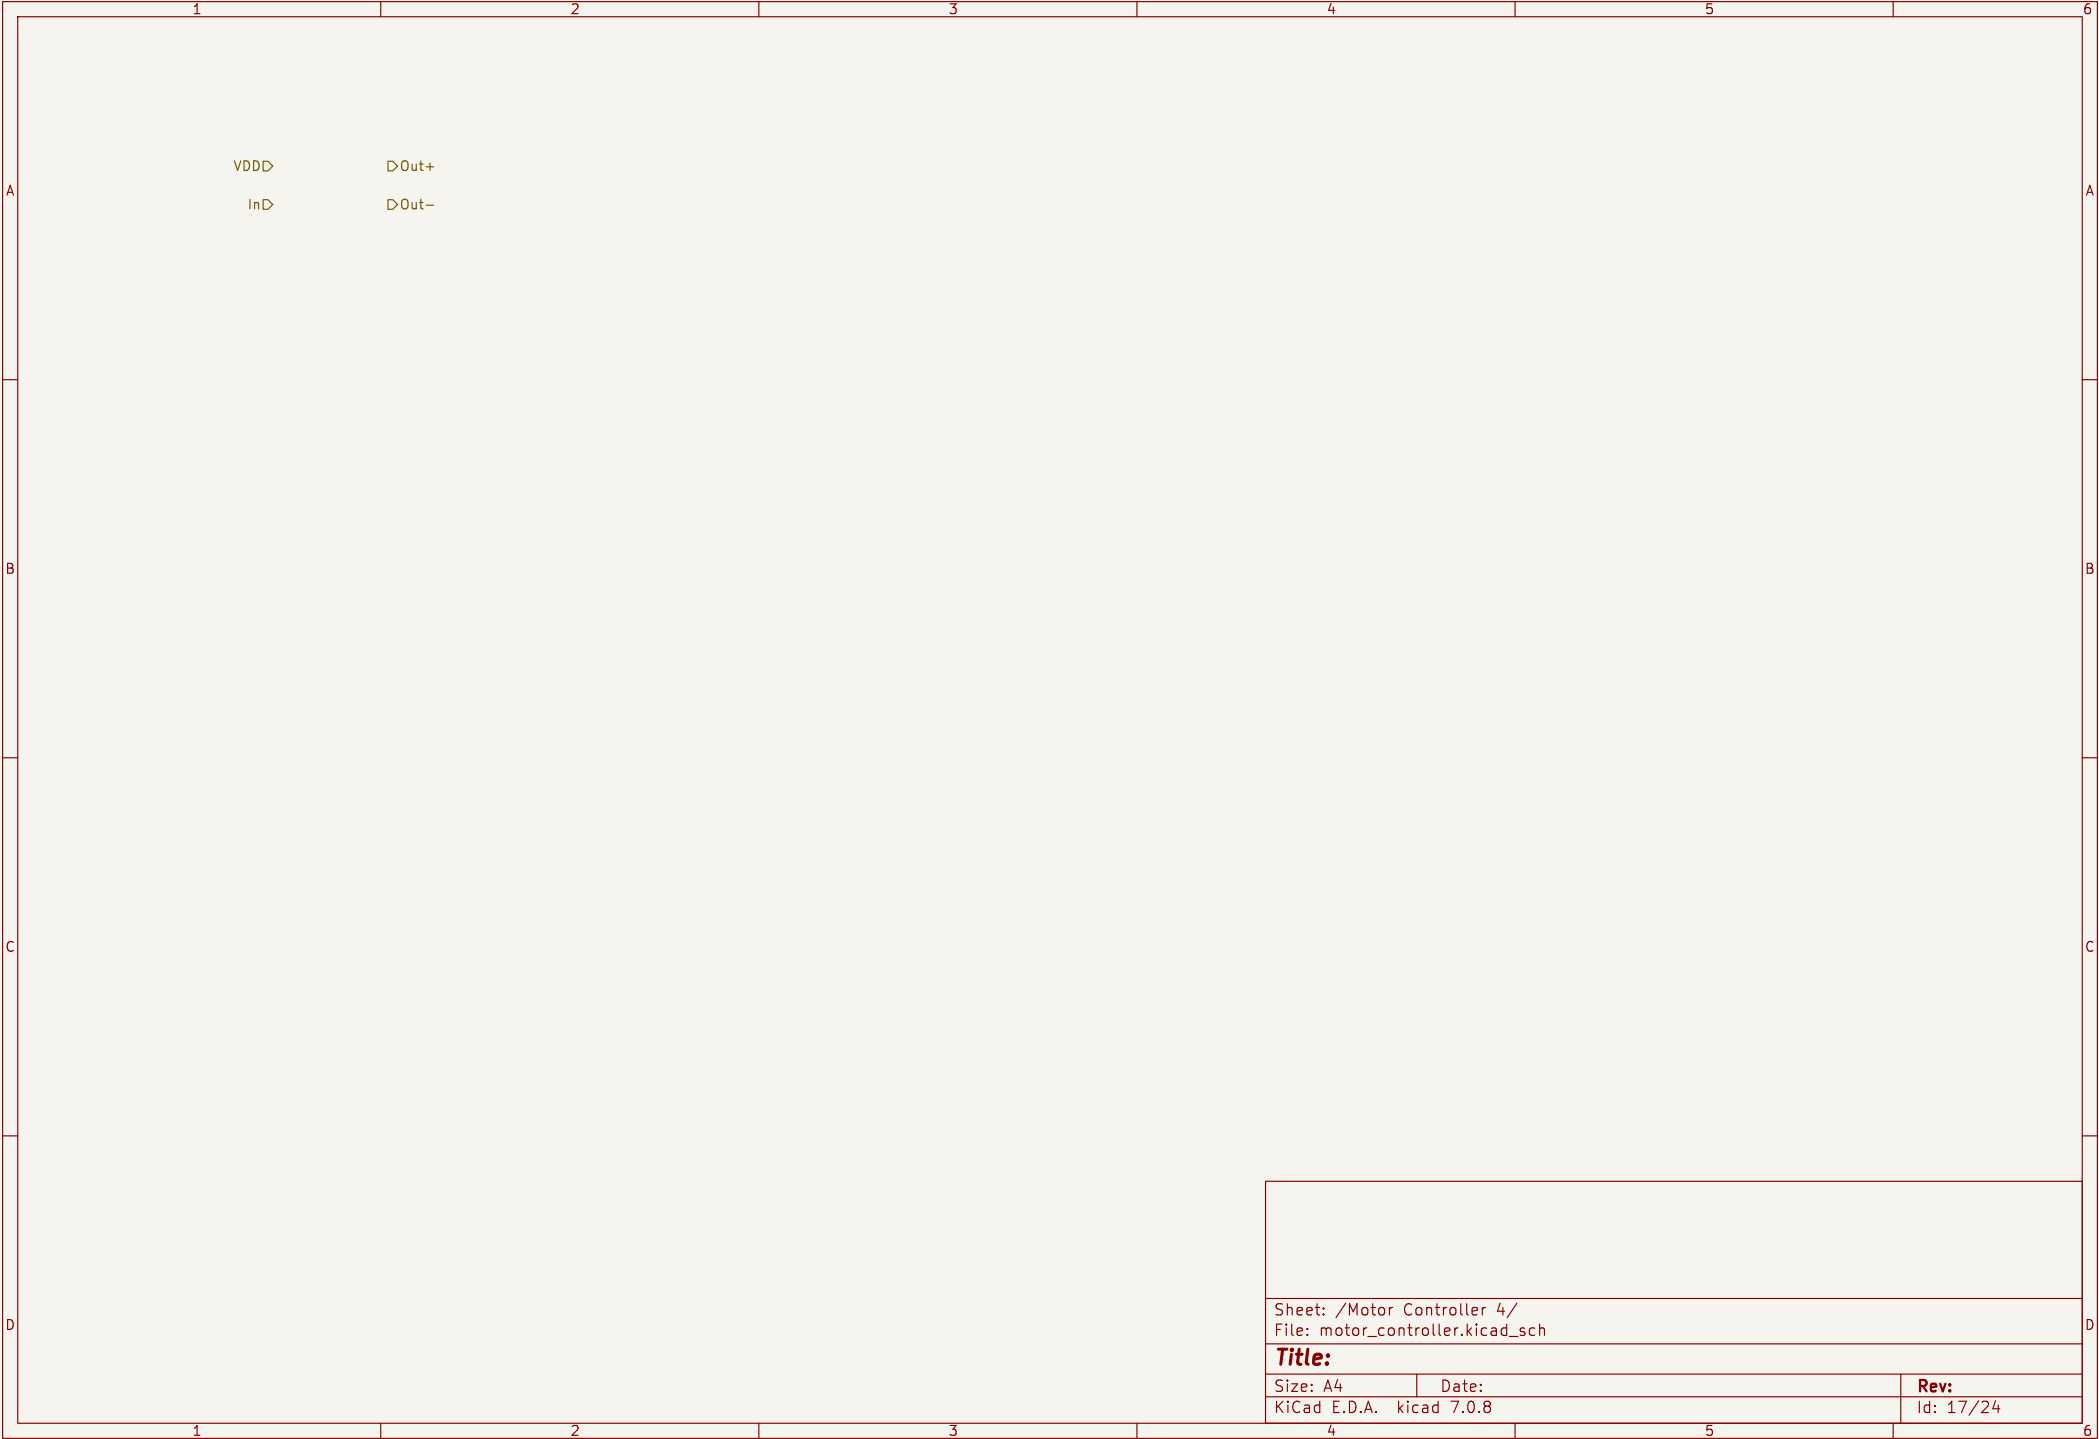 1 2 3 4 5 6
VDD Out+
A A
In Out-
B B
C C
Sheet: /Motor Controller 4/
D D
File: motor_controller.kicad_sch
Title:
Size: A4 Date: Rev:
KiCad E.D.A. kicad 7.0.8 Id: 17/24
1 2 3 4 5 6